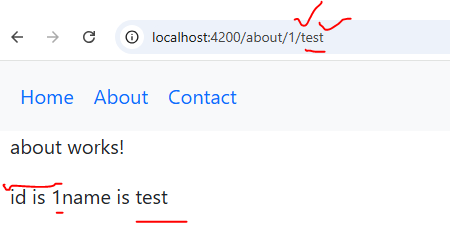 localhost:4200/about/1/test
Home About Contact
about works!
id is 1name is test